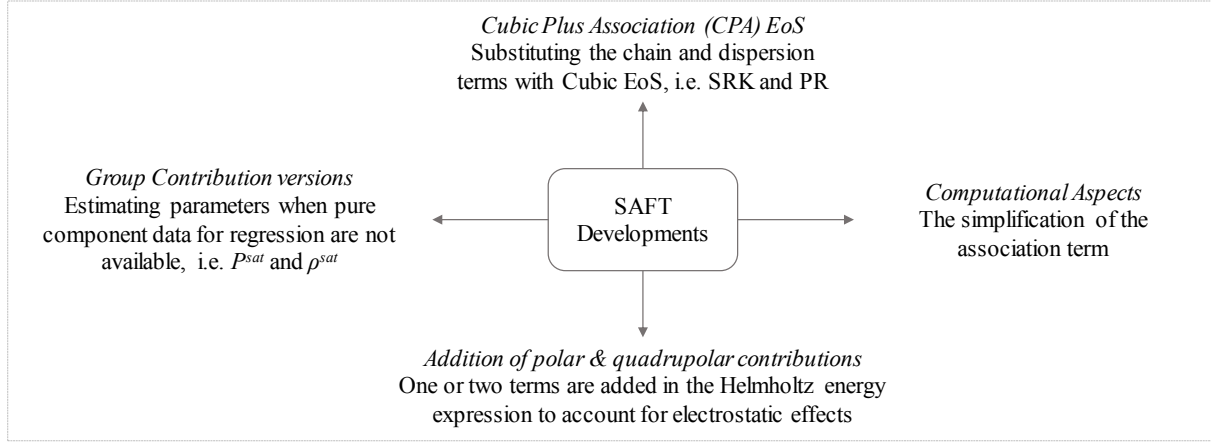 Cubic Plus Association (CPA) EoS
Substituting the chain and dispersion
terms with Cubic EoS, i.e. SRK and PR
Group Contribution versions
Estimating parameters when pure
component data for regression are not
available, i.e. P^sat and ρ^sat
SAFT
Developments
Computational Aspects
The simplification of the
association term
Addition of polar & quadrupolar contributions
One or two terms are added in the Helmholtz energy
expression to account for electrostatic effects